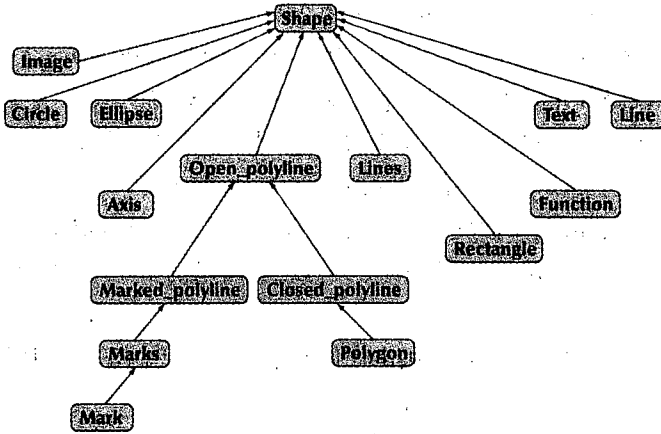 Shape
Image
Circle
Ellipse
Text
Line
Open_polyline
Lines
Axis
Function
Rectangle
Marked_polyline
Closed_polyline
Marks
Polygon
Mark